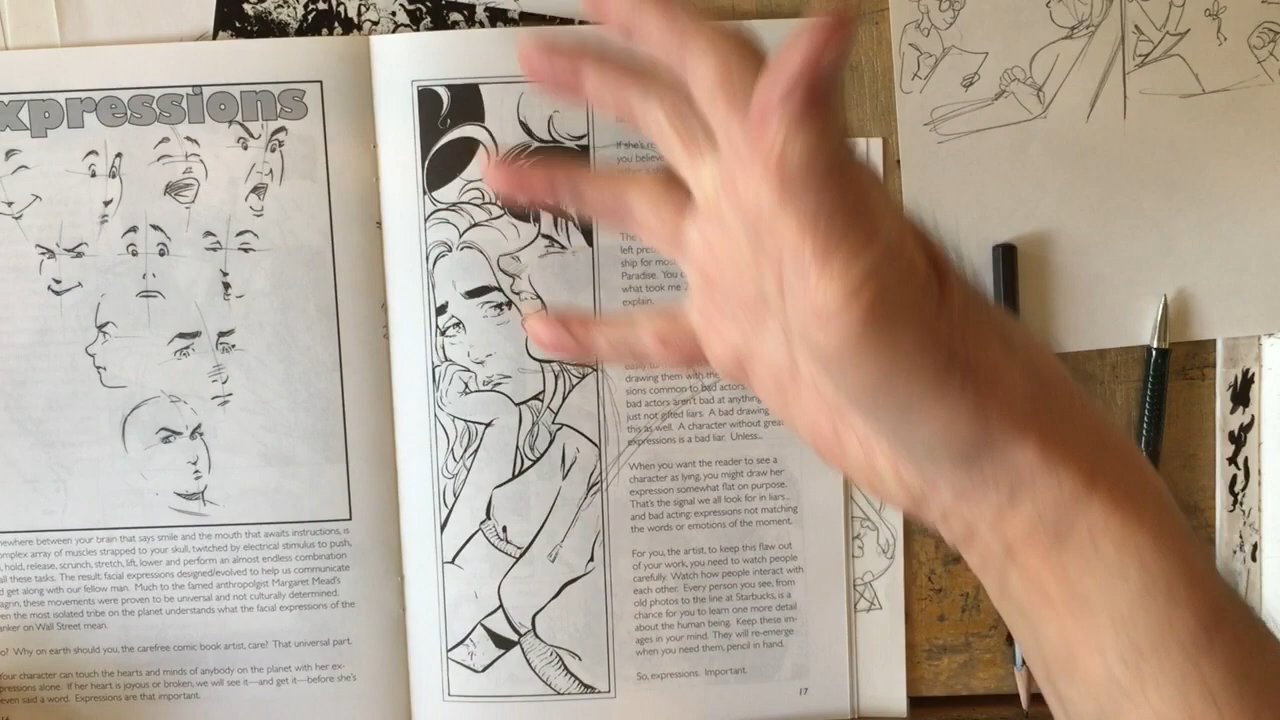 xpressions
ewhere between your brain that says smile and the mouth that awaits instructions, is
omplex array of muscles strapped to your skull, twitched by electrical stimulus to push,
hold, release, scrunch, stretch, lift, lower and perform an almost endless combination
all these tasks. The result: facial expressions designed/evolved to help us communicate
d get along with our fellow man. Much to the famed anthropologist Margaret Mead's
agrin, these movements were proven to be universal and not culturally determined.
en the most isolated tribe on the planet understands what the facial expressions of the
anker on Wall Street mean.
o? Why on earth should you, the carefree comic book artist, care? That universal part.
Your character can touch the hearts and minds of anybody on the planet with her ex-
pressions alone. If her heart is joyous or broken, we will see it—and get it—before she's
even said a word. Expressions are that important.
16
If she's
you believe
The
left
ship for mos
Paradise. You
what took me
explain.
easily
drawing them with the
sions common to bad actors.
bad actors aren't bad at anything
just not gifted liars. A bad drawing
this as well. A character without grea
expressions is a bad liar. Unless...
When you want the reader to see a
character as lying, you might draw her
expression somewhat flat on purpose.
That's the signal we all look for in liars...
and bad acting: expressions not matching
the words or emotions of the moment.
For you, the artist, to keep this flaw out
of your work, you need to watch people
carefully. Watch how people interact with
each other. Every person you see, from
old photos to the line at Starbucks, is a
chance for you to learn one more detail
about the human being. Keep these im-
ages in your mind. They will re-emerge
when you need them, pencil in hand.
So, expressions. Important.
17